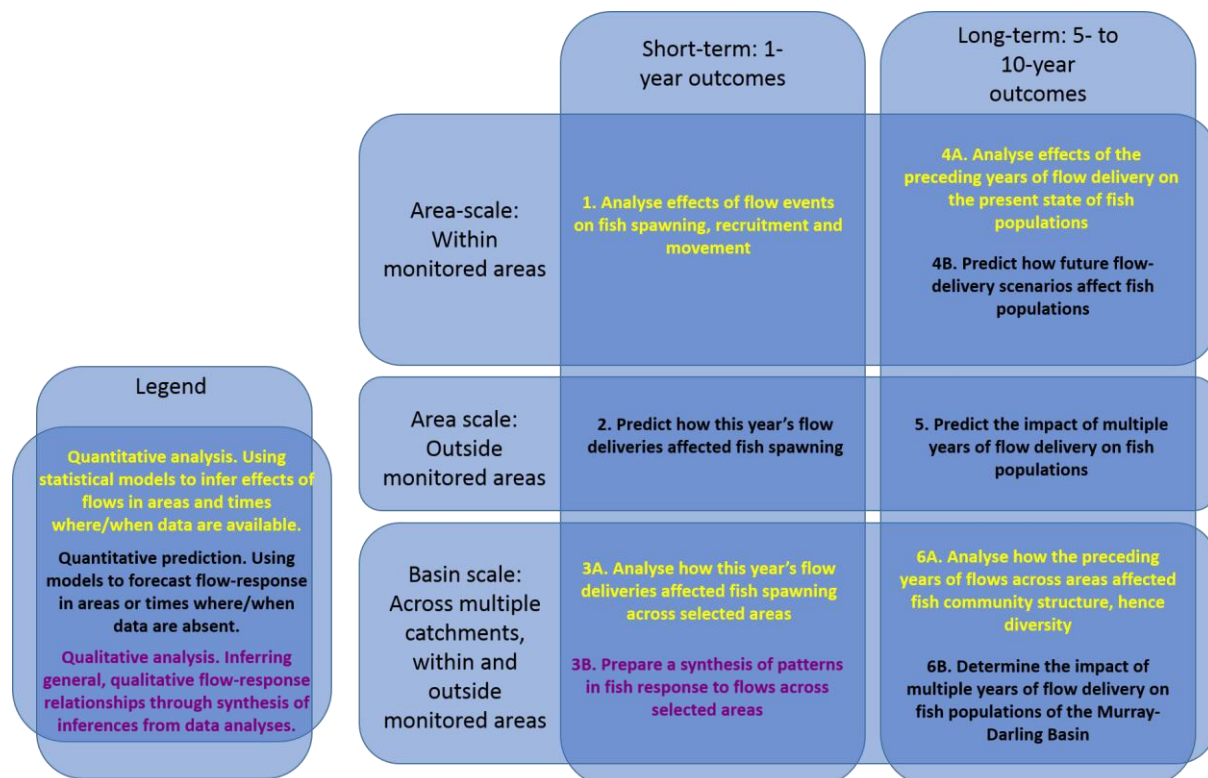 Short-term: 1-
year outcomes
Long-term: 5- to
10-year
outcomes
Area-scale:
Within
monitored areas
1. Analyse effects of flow events
on fish spawning, recruitment and
movement
4A. Analyse effects of the
preceding years of flow delivery on
the present state of fish
populations
4B. Predict how future flow-
delivery scenarios affect fish
populations
Area scale:
Outside
monitored areas
2. Predict how this year’s flow
deliveries affected fish spawning
5. Predict the impact of multiple
years of flow delivery on fish
populations
Basin scale:
Across multiple
catchments,
within and
outside
monitored areas
3A. Analyse how this year’s flow
deliveries affected fish spawning
across selected areas
3B. Prepare a synthesis of patterns
in fish response to flows across
selected areas
6A. Analyse how the preceding
years of flows across areas affected
fish community structure, hence
diversity
6B. Determine the impact of
multiple years of flow delivery on
fish populations of the Murray-
Darling Basin
Legend
Quantitative analysis. Using
statistical models to infer effects of
flows in areas and times
where/when data are available.
Quantitative prediction. Using
models to forecast flow-response
in areas or times where/when
data are absent.
Qualitative analysis. Inferring
general, qualitative flow-response
relationships through synthesis of
inferences from data analyses.